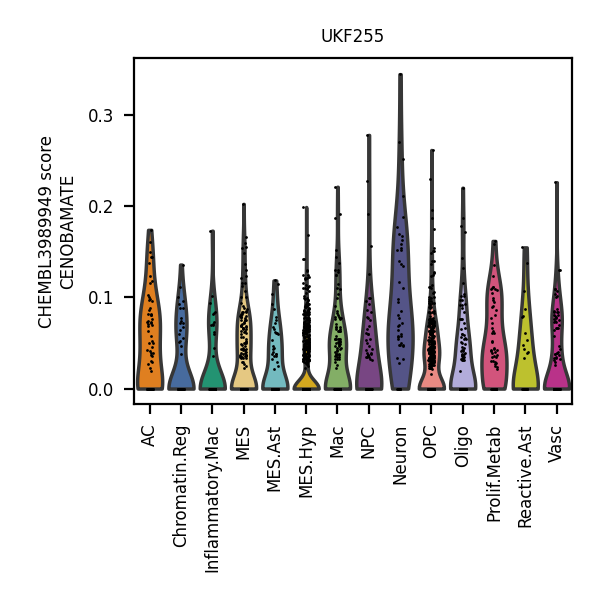 UKF255
CHEMBL3989949 score
CENOBAMATE
0.3
0.2
0.1
0.0
AC
Chromatin.Reg
Inflammatory.Mac
MES
MES.Ast
MES.Hyp
Mac
NPC
Neuron
OPC
Oligo
Prolif.Metab
Reactive.Ast
Vasc